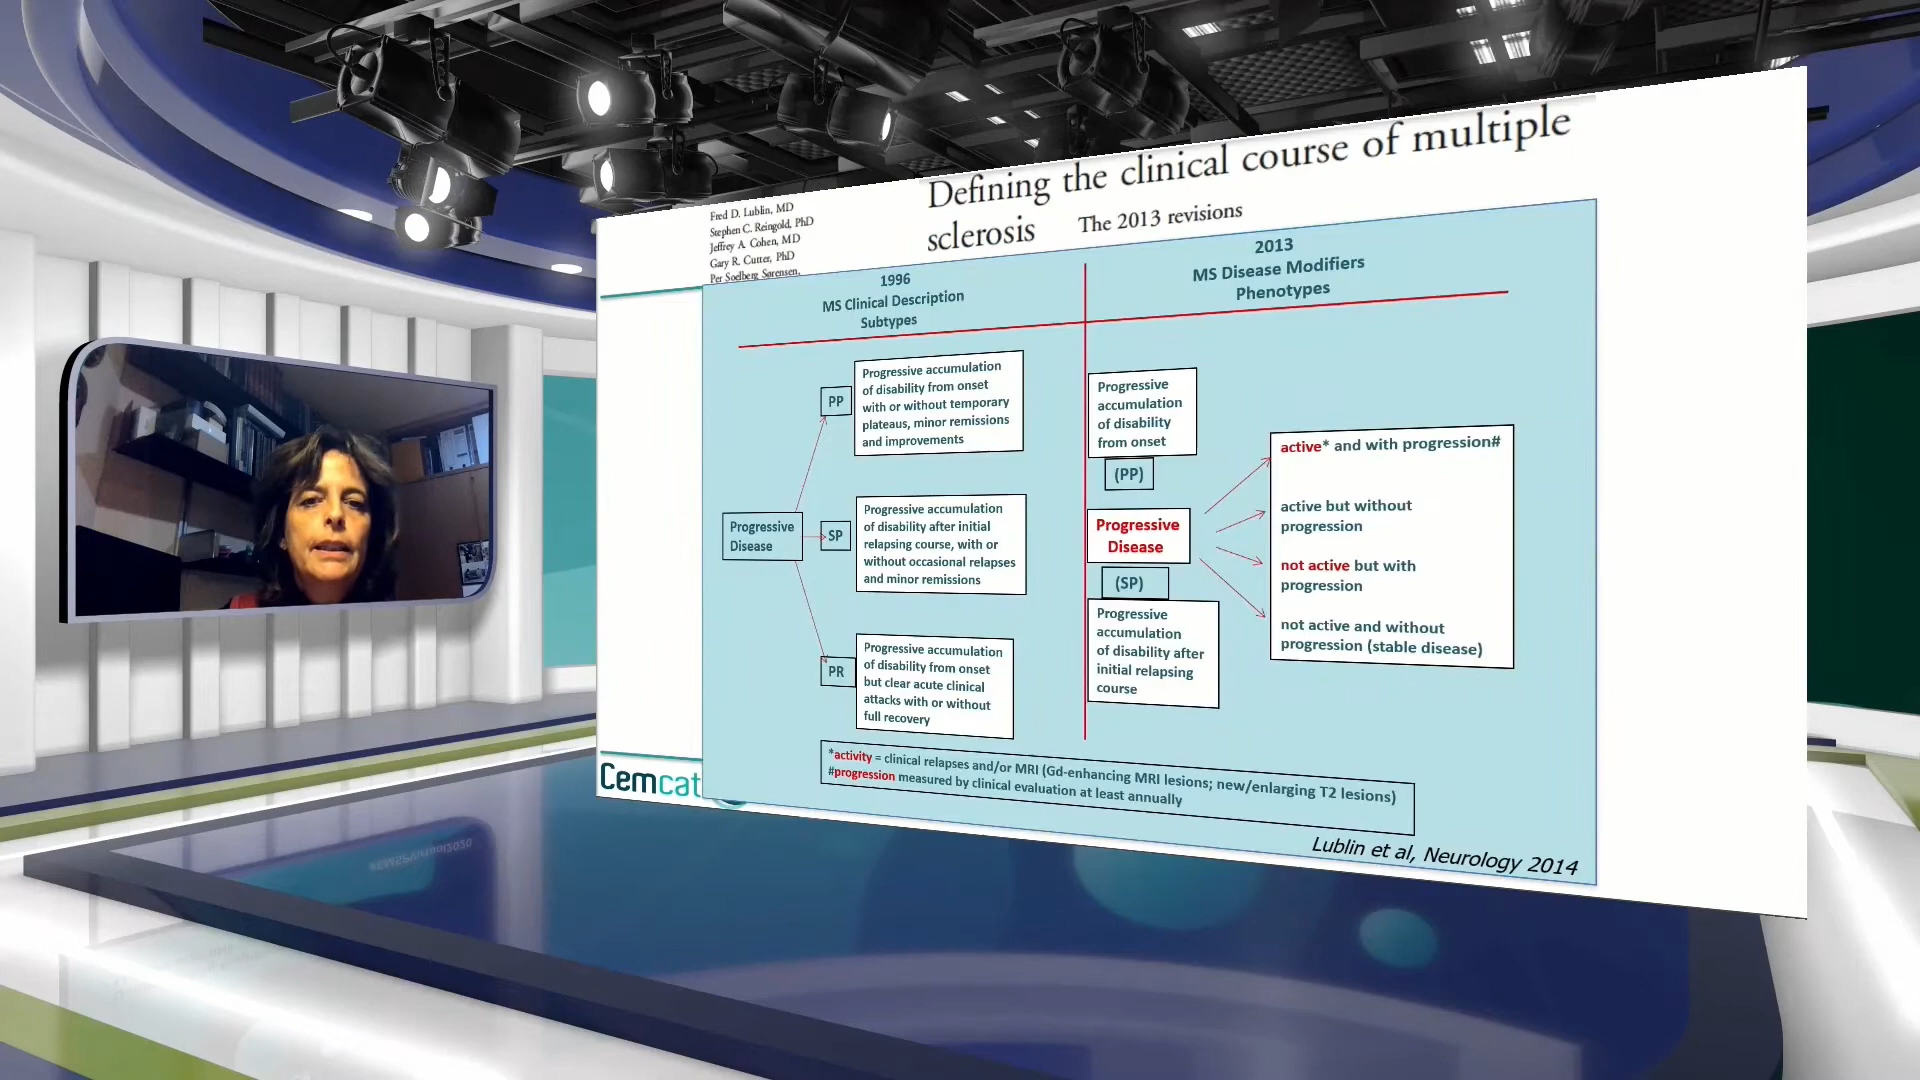 Defining the clinical course of multiple
sclerosis The 2013 revisions
Fred D. Lublin, MD
Stephen C. Reingold, PhD
Jeffrey A. Cohen, MD
Gary R. Cutter, PhD
Per Soelberg Sørensen,
1996
MS Clinical Description
Subtypes
Progressive
Disease
PP
Progressive accumulation
of disability from onset
with or without temporary
plateaus, minor remissions
and improvements
SP
Progressive accumulation
of disability after initial
relapsing course, with or
without occasional relapses
and minor remissions
PR
Progressive accumulation
of disability from onset
but clear acute clinical
attacks with or without
full recovery
2013
MS Disease Modifiers
Phenotypes
Progressive
accumulation
of disability
from onset
(PP)
Progressive
Disease
(SP)
Progressive
accumulation
of disability after
initial relapsing
course
active* and with progression#
active but without
progression
not active but with
progression
not active and without
progression (stable disease)
*activity = clinical relapses and/or MRI (Gd-enhancing MRI lesions; new/enlarging T2 lesions)
#progression measured by clinical evaluation at least annually
Lublin et al, Neurology 2014
Cemcat
#EMSPVirtual2020